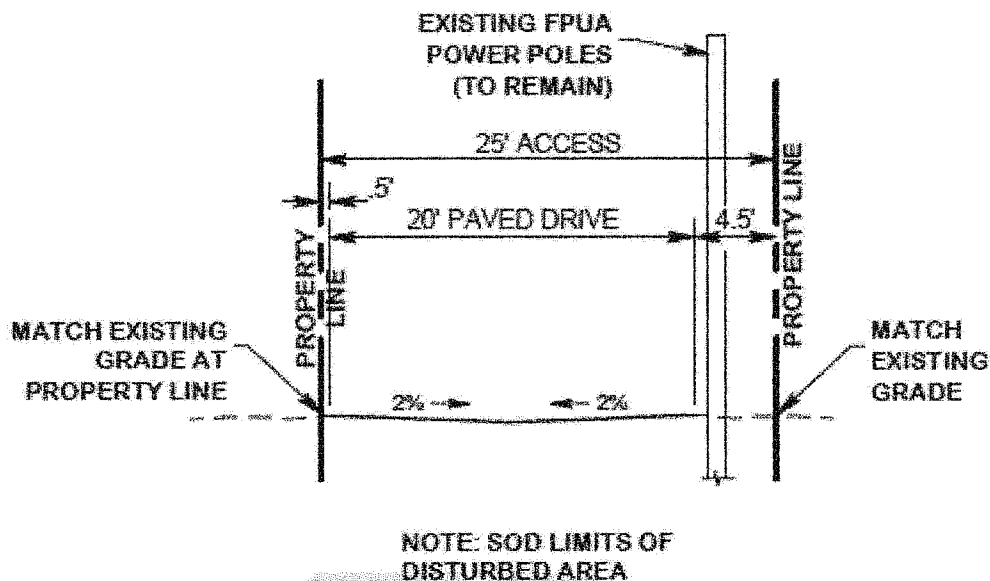 EXISTING FPUA
POWER POLES
(TO REMAIN)
25' ACCESS
.5'
20' PAVED DRIVE
4.5'
PROPERTY
LINE
PROPERTY LINE
MATCH EXISTING
GRADE AT
PROPERTY LINE
MATCH
EXISTING
GRADE
2%
2%
NOTE: SOD LIMITS OF
DISTURBED AREA